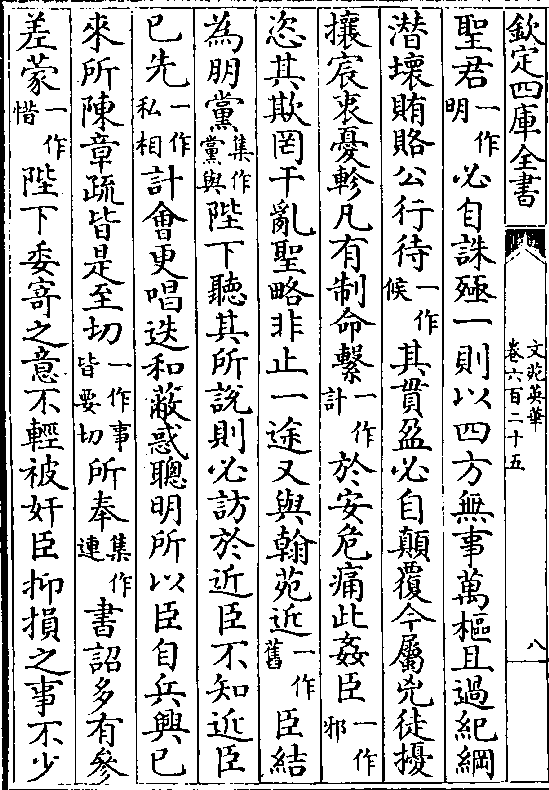 欽定四庫全書
文苑英華
卷六百二十五
八
聖君一作明必自誅殛一則以四方無事萬樞且過紀綱
潛壞賄賂公行待一作候其貫盈必自顛覆今屬兇徒擾
攘宸衷憂軫凡有制命繫一作計於安危痛此姦臣一作邪
恣其欺罔干亂聖略非止一途又與翰苑近一作舊臣結
為朋黨集作黨與陛下聽其所說則必訪於近臣不知近臣
已先一作私相計會更唱迭和蔽惑聰明所以臣自兵興已
來所陳章疏皆是至切一作事皆要切所奉集作連書詔多有參
差蒙一作惜陛下委寄之意不輕被奸臣抑損之事不少